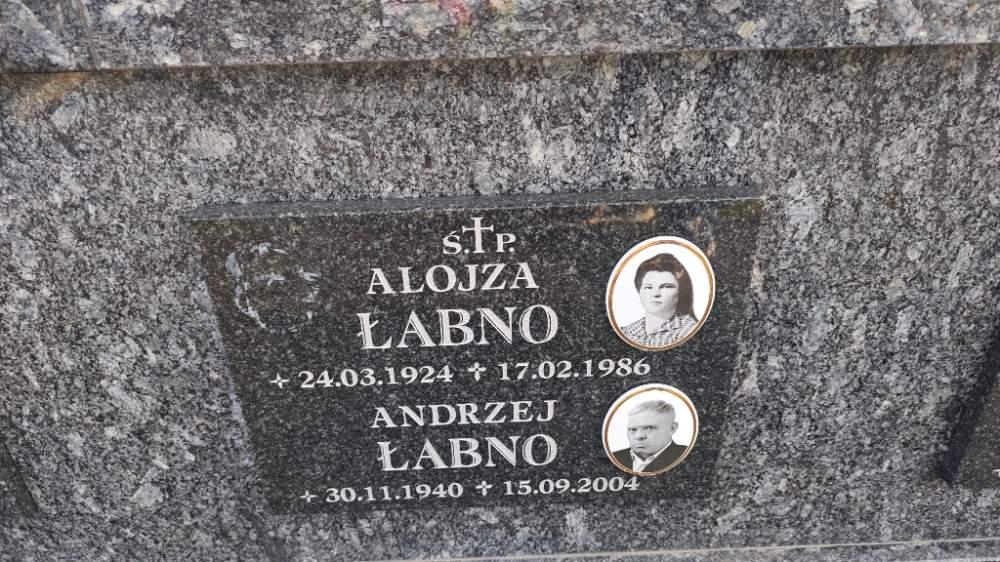 Ś.†P.
ALOJZA
ŁABNO
✢ 24.03.1924 ✝ 17.02.1986
ANDRZEJ
ŁABNO
✢ 30.11.1940 ✝ 15.09.2004